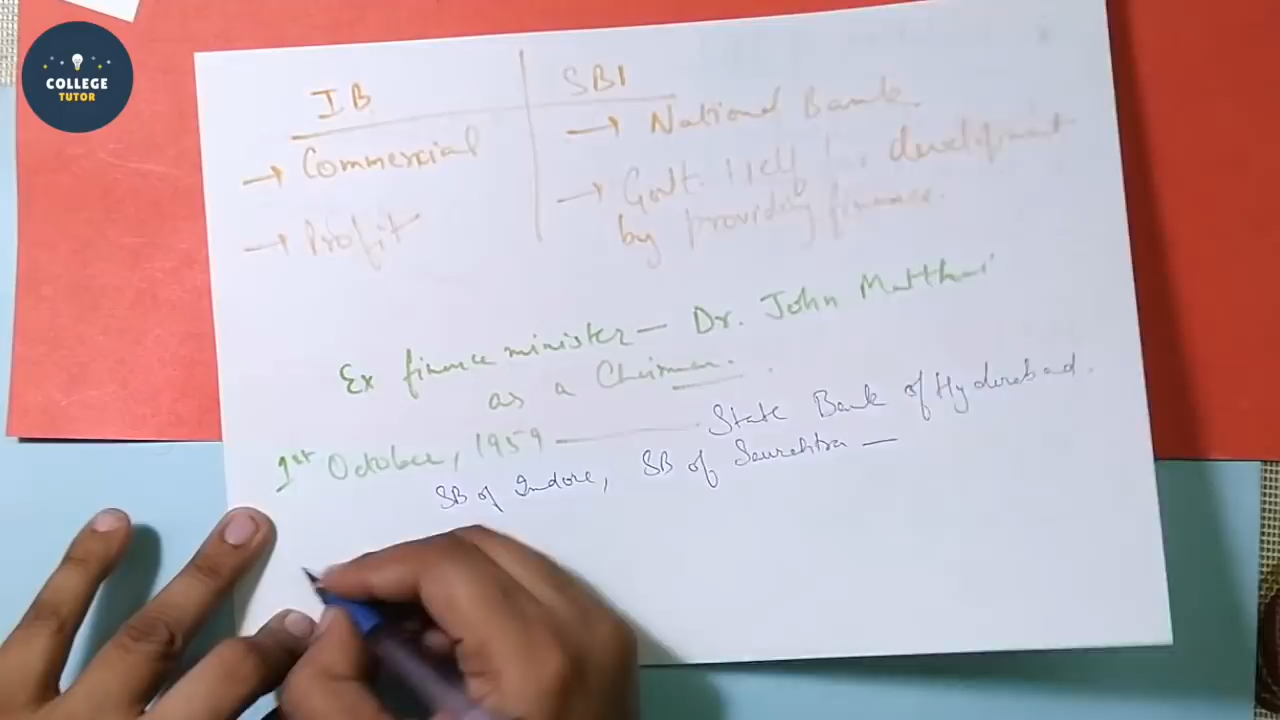 COLLEGE
TUTOR
IB
→ Commercial
→ Profit
SBI
→ National Bank.
→ Govt. Help for development
by providing finance.
Ex finance minister — Dr. John Matthai
as a Chairman.
1st October, 1959 — State Bank of Hyderabad.
SB of Indore, SB of Saurashtra —